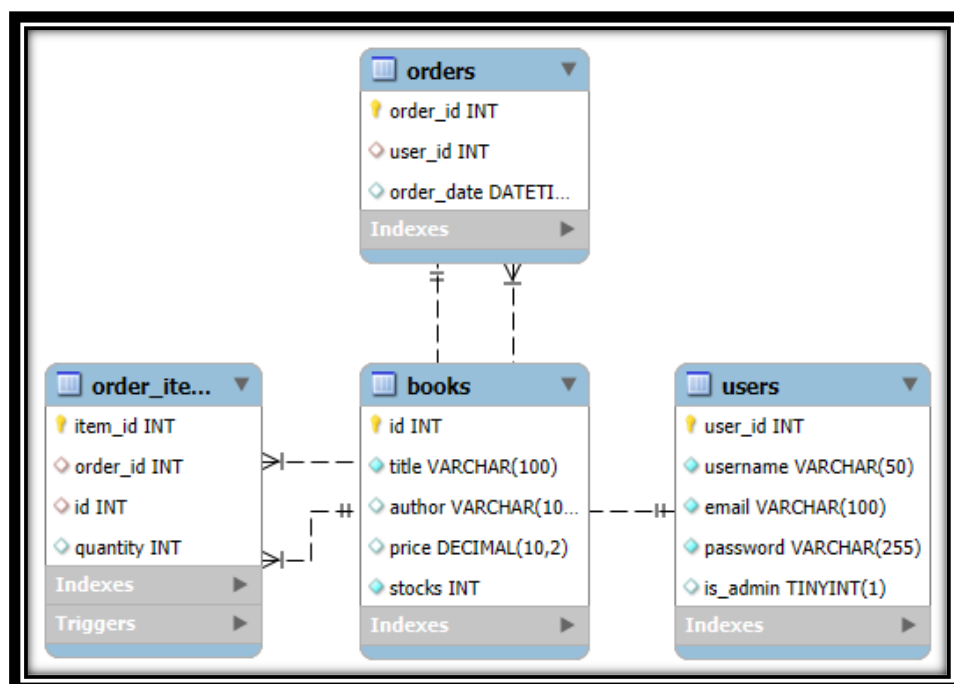 orders
order_id INT
user_id INT
order_date DATETI...
Indexes
order_ite...
item_id INT
order_id INT
id INT
quantity INT
Indexes
Triggers
books
id INT
title VARCHAR(100)
author VARCHAR(10...
price DECIMAL(10,2)
stocks INT
Indexes
users
user_id INT
username VARCHAR(50)
email VARCHAR(100)
password VARCHAR(255)
is_admin TINYINT(1)
Indexes